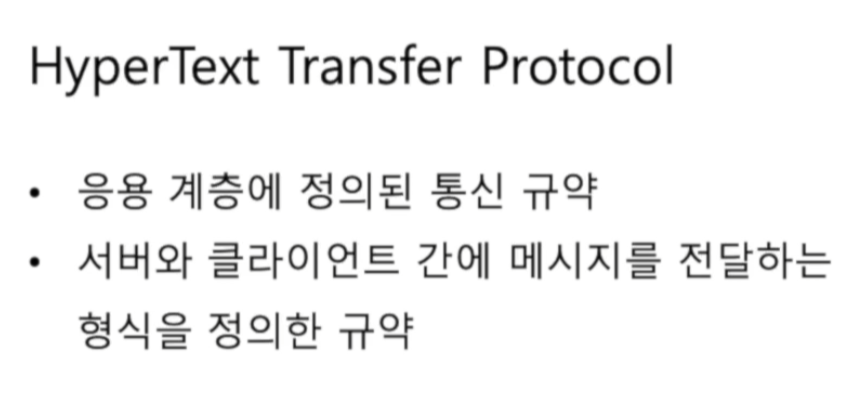 HyperText Transfer Protocol
• 응용 계층에 정의된 통신 규약
• 서버와 클라이언트 간에 메시지를 전달하는
형식을 정의한 규약